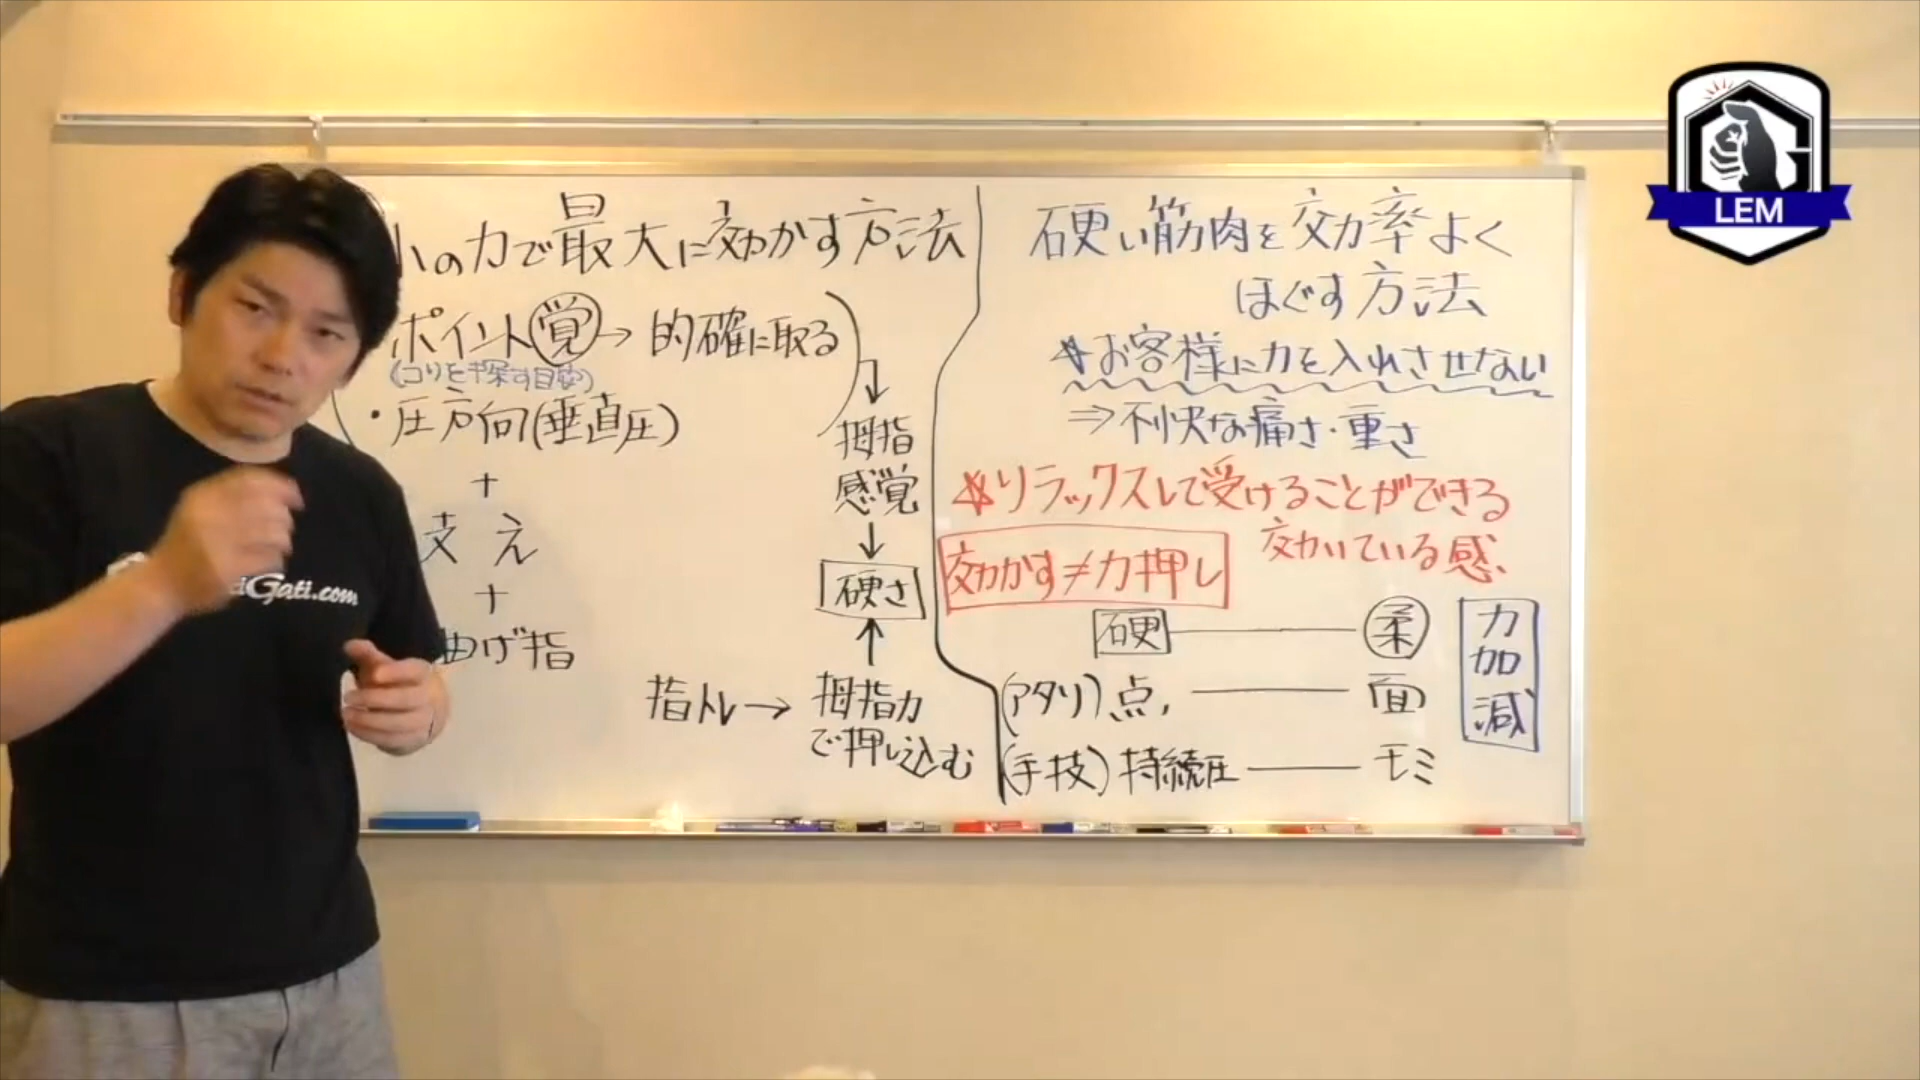 小の力で最大に効かす方法
ポイント覚→的確に取る
(コリを探す目安)
・圧方向(垂直圧)
+
支え
+
曲げ指
拇指
感覚
↓
硬さ
↑
指トレ→拇指力
で押し込む
硬い筋肉を効率よく
ほぐす方法
☆お客様に力を入れさせない
⇒不快な痛さ・重さ
☆リラックスして受けることができる
効いている感、
効かす≠力押し
硬―柔
(アタリ)点、―面
(手技)持続圧―モミ
力
加
減
iGati.com
LEM